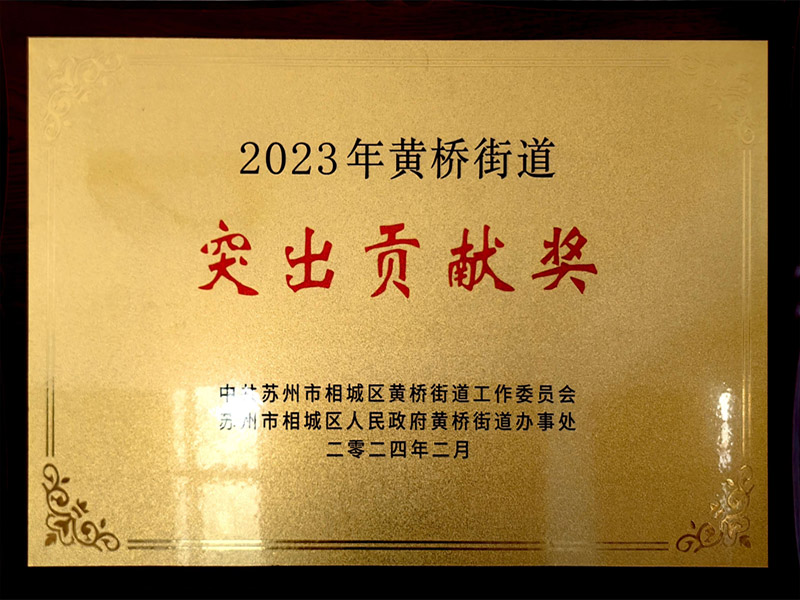 2023年黄桥街道
突出贡献奖
中共苏州市相城区黄桥街道工作委员会
苏州市相城区人民政府黄桥街道办事处
二零二四年二月